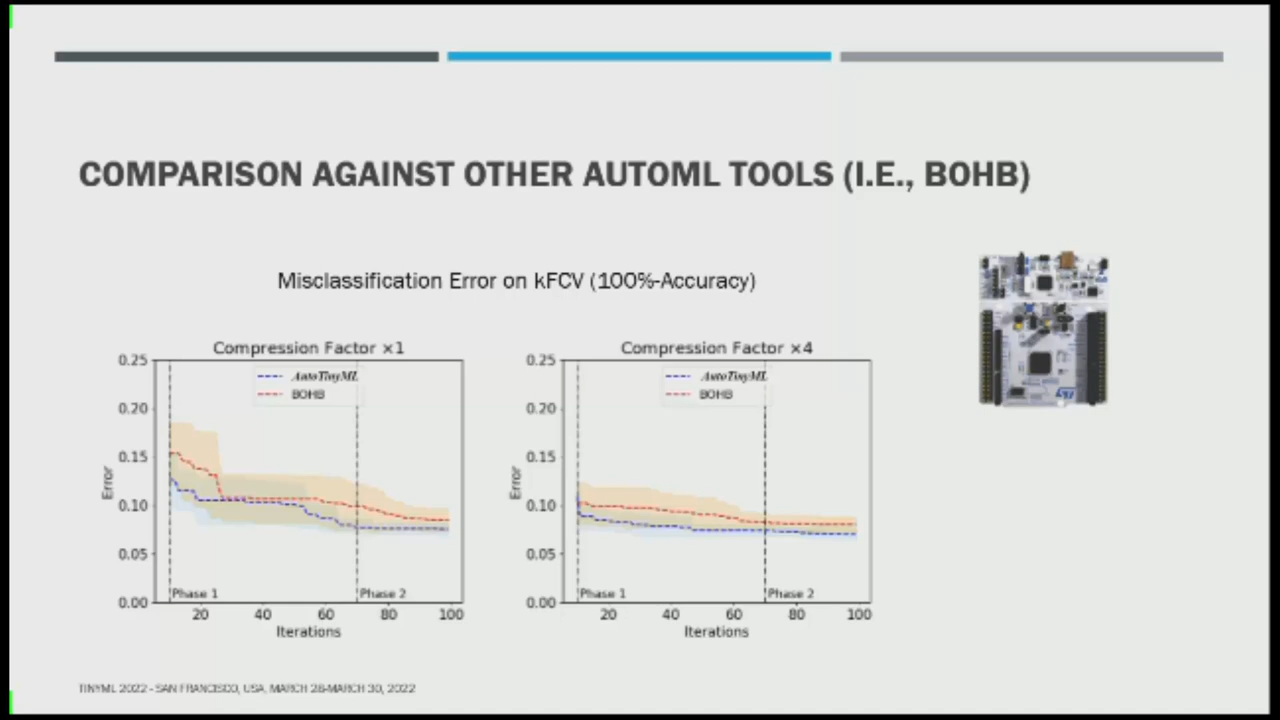 COMPARISON AGAINST OTHER AUTOML TOOLS (I.E., BOHB)
Misclassification Error on kFCV (100%-Accuracy)
Compression Factor ×1
0.25
0.20
0.15
0.10
0.05
0.00
Error
AutoTinyML
BOHB
Phase 1
Phase 2
20 40 60 80 100
Iterations
Compression Factor ×4
0.25
0.20
0.15
0.10
0.05
0.00
Error
AutoTinyML
BOHB
Phase 1
Phase 2
20 40 60 80 100
Iterations
ST
TINYML 2022 - SAN FRANCISCO, USA, MARCH 28-MARCH 30, 2022